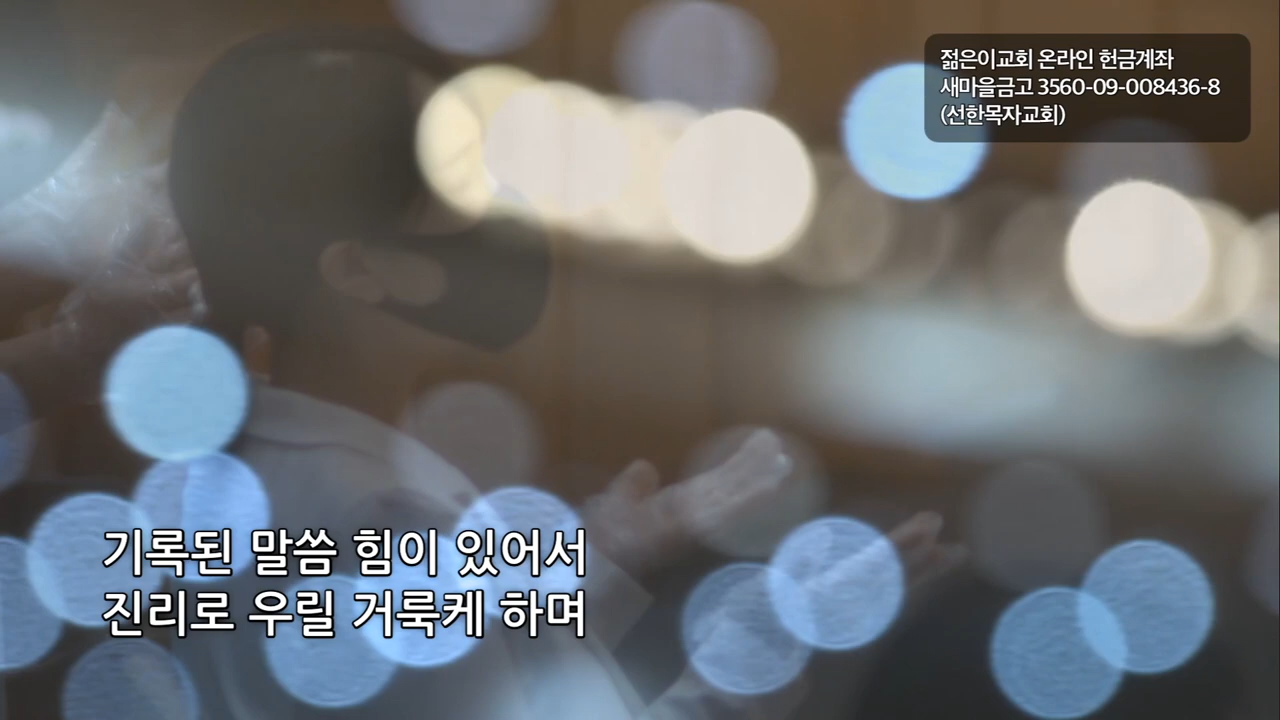 젊은이교회 온라인 헌금계좌
새마을금고 3560-09-008436-8
(선한목자교회)
기록된 말씀 힘이 있어서
진리로 우릴 거룩케 하며